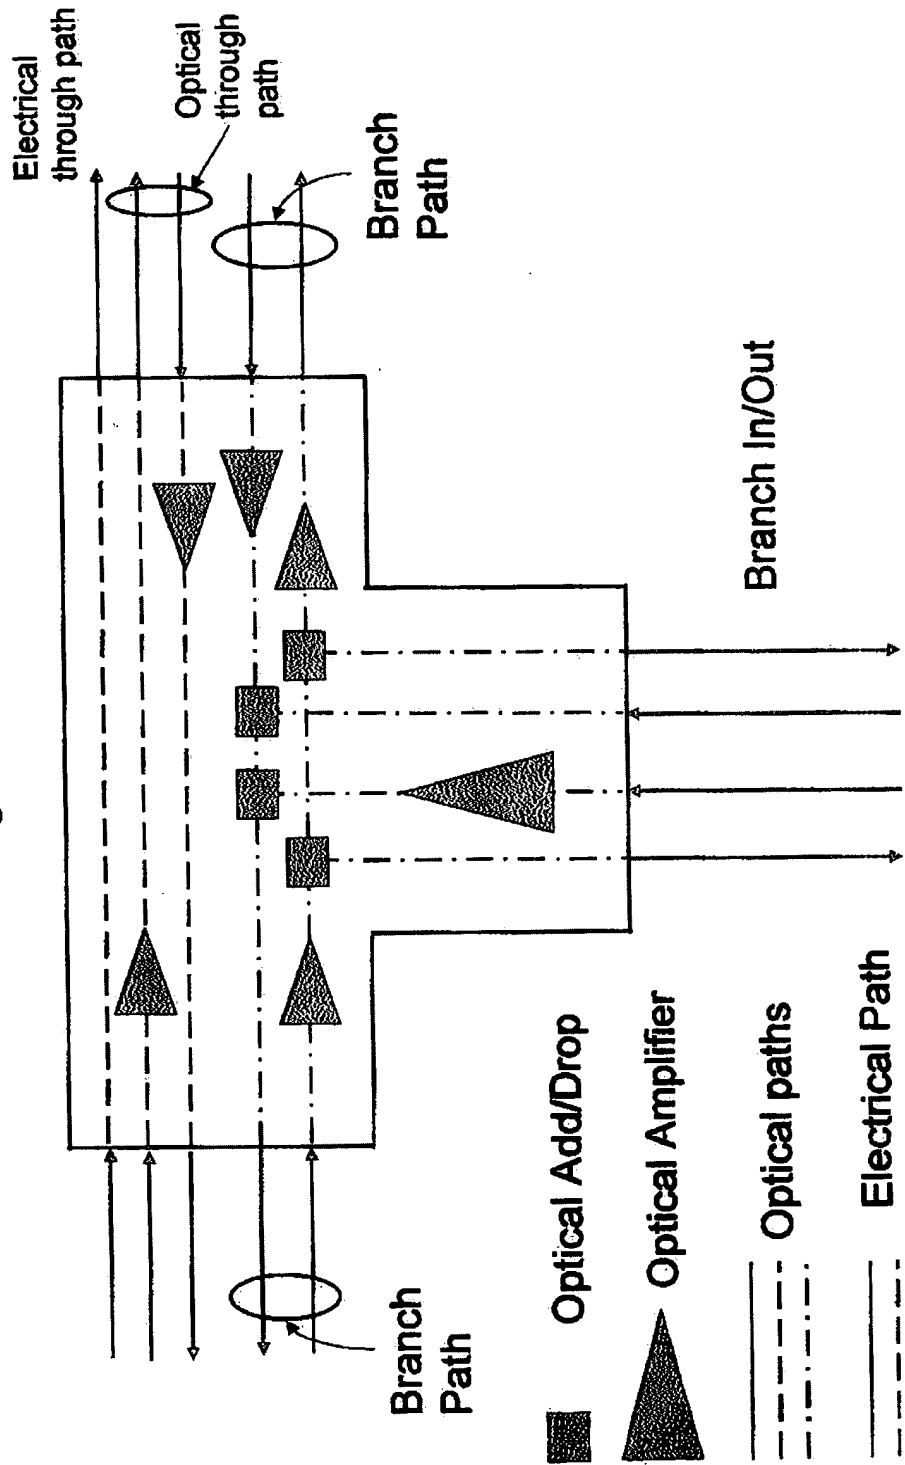 Electrical
through path
Optical
through
path
Branch
Path
Branch In/Out
Branch
Path
Optical Add/Drop
Optical Amplifier
Optical paths
Electrical Path